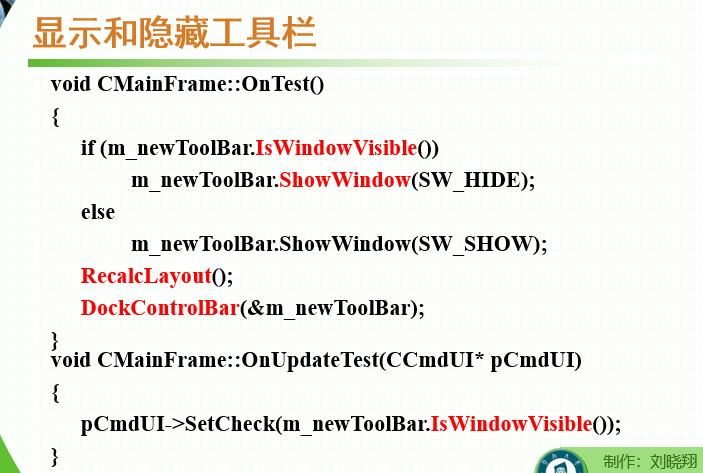 显示和隐藏工具栏
void CMainFrame::OnTest()
{
if (m_newToolBar.IsWindowVisible())
m_newToolBar.ShowWindow(SW_HIDE);
else
m_newToolBar.ShowWindow(SW_SHOW);
RecalcLayout();
DockControlBar(&m_newToolBar);
}
void CMainFrame::OnUpdateTest(CCmdUI* pCmdUI)
{
pCmdUI->SetCheck(m_newToolBar.IsWindowVisible());
}
制作：刘晓翔